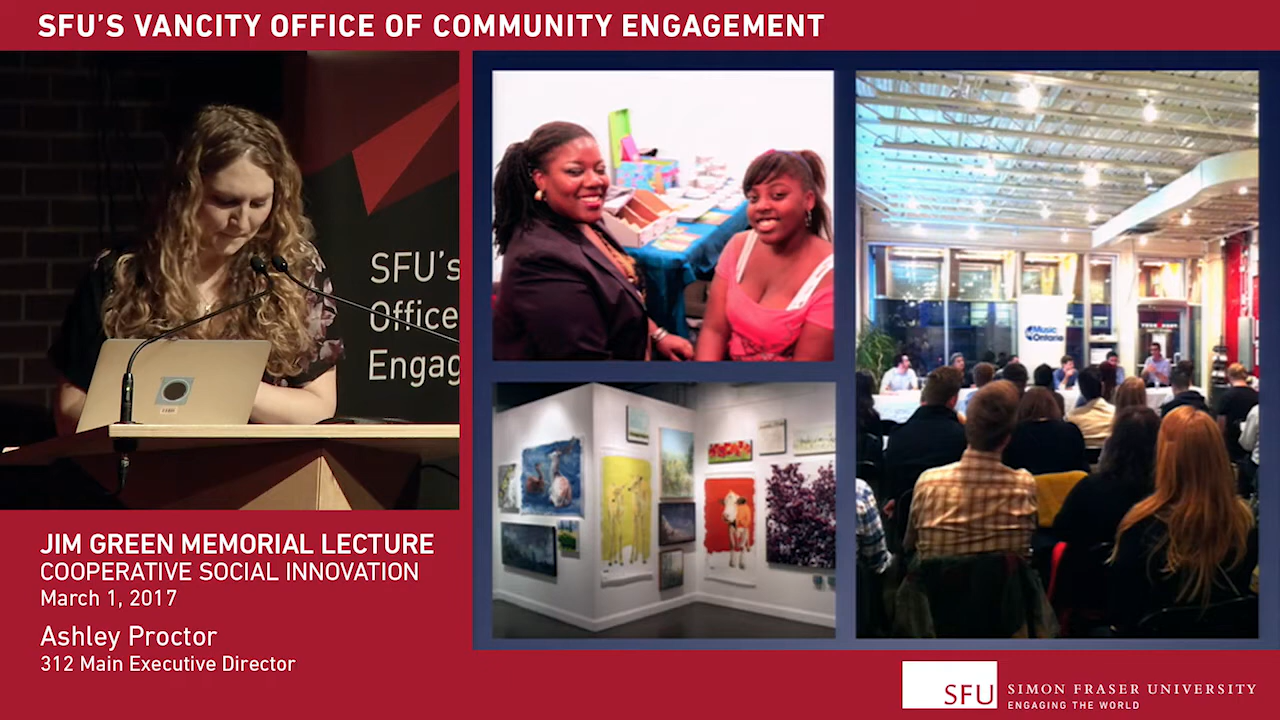 SFU'S VANCITY OFFICE OF COMMUNITY ENGAGEMENT
SFU's
Office
Engag
Music
Ontario
JIM GREEN MEMORIAL LECTURE
COOPERATIVE SOCIAL INNOVATION
March 1, 2017
Ashley Proctor
312 Main Executive Director
SFU
SIMON FRASER UNIVERSITY
ENGAGING THE WORLD